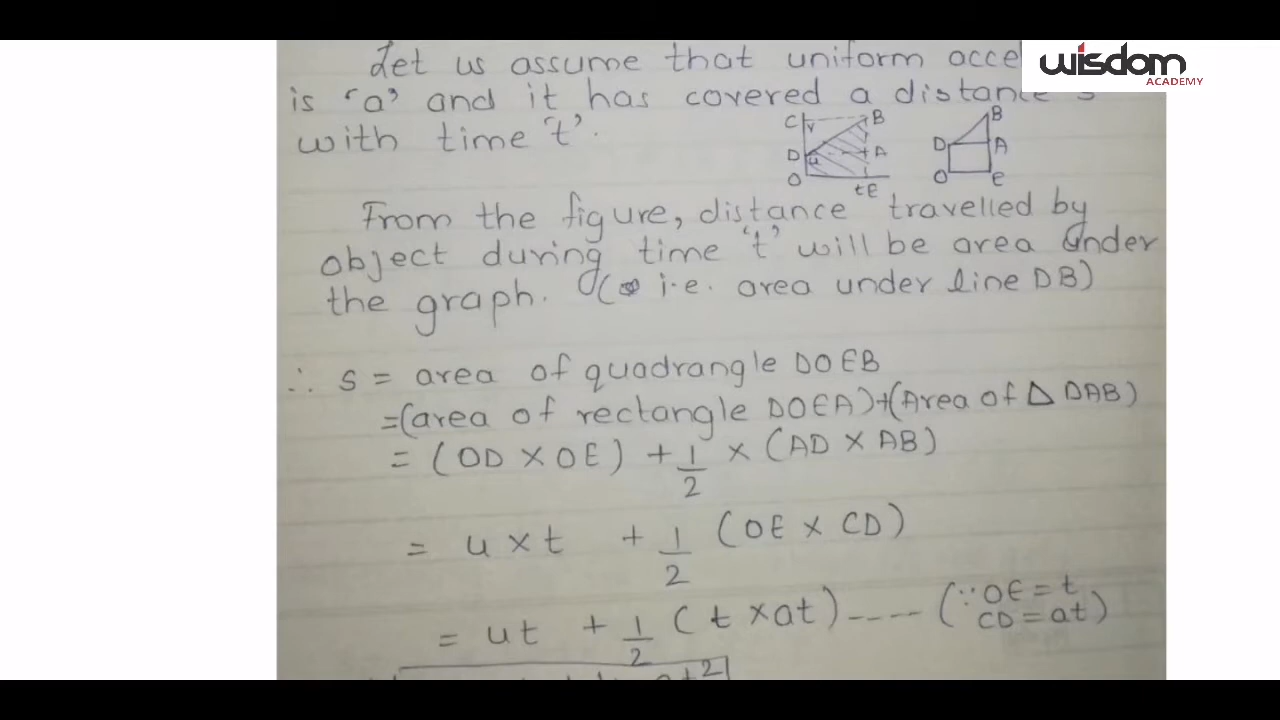 Let us assume that uniform acce
wisdom
ACADEMY
is 'a' and it has covered a distance s
with time 't'.
C V B
D u A
O t E
B
D A
O E
From the figure, distance travelled by
object during time 't' will be area under
the graph. ( i.e. area under line DB)
∴ s = area of quadrangle DOEB
=(area of rectangle DOEA)+(Area of △ DAB)
= (OD × OE) + 1/2 × (AD × AB)
= u × t + 1/2 (OE × CD)
= ut + 1/2 ( t × at) ---- (∵ OE = t
CD = at)